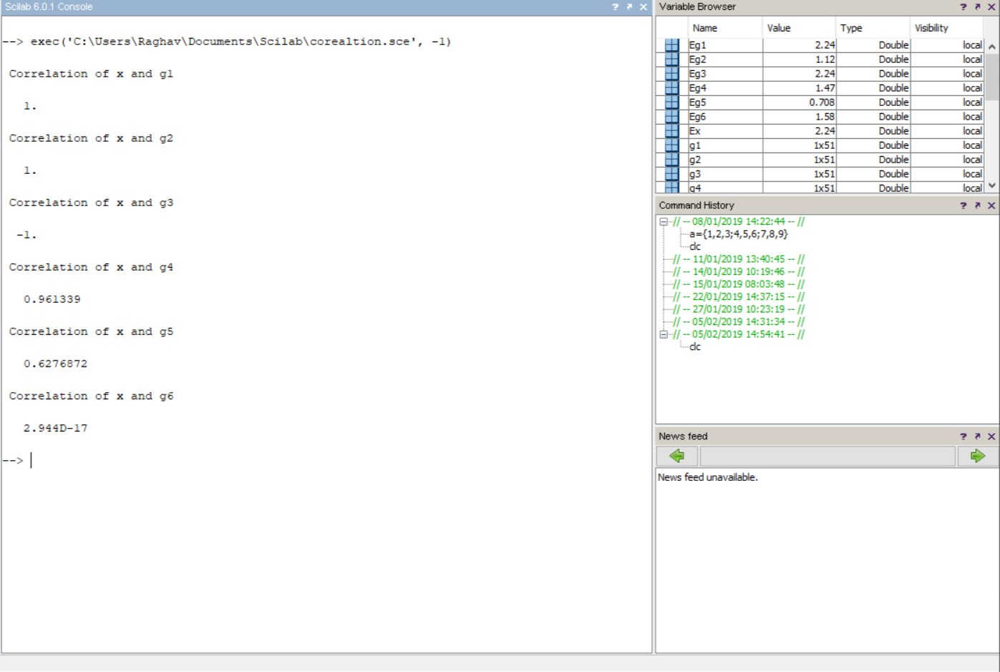 Scilab 6.0.1 Console
--> exec('C:\Users\Raghav\Documents\Scilab\corealtion.sce', -1)
Correlation of x and g1
1.
Correlation of x and g2
1.
Correlation of x and g3
-1.
Correlation of x and g4
0.961339
Correlation of x and g5
0.6276872
Correlation of x and g6
2.944D-17
-->
Variable Browser
Name Value Type Visibility
Eg1 2.24 Double local
Eg2 1.12 Double local
Eg3 2.24 Double local
Eg4 1.47 Double local
Eg5 0.708 Double local
Eg6 1.58 Double local
Ex 2.24 Double local
g1 1x51 Double local
g2 1x51 Double local
g3 1x51 Double local
g4 1x51 Double local
Command History
// -- 08/01/2019 14:22:44 -- //
a={1,2,3;4,5,6;7,8,9}
clc
// -- 11/01/2019 13:40:45 -- //
// -- 14/01/2019 10:19:46 -- //
// -- 15/01/2019 08:03:48 -- //
// -- 22/01/2019 14:37:15 -- //
// -- 27/01/2019 10:23:19 -- //
// -- 05/02/2019 14:31:34 -- //
// -- 05/02/2019 14:54:41 -- //
clc
News feed
News feed unavailable.